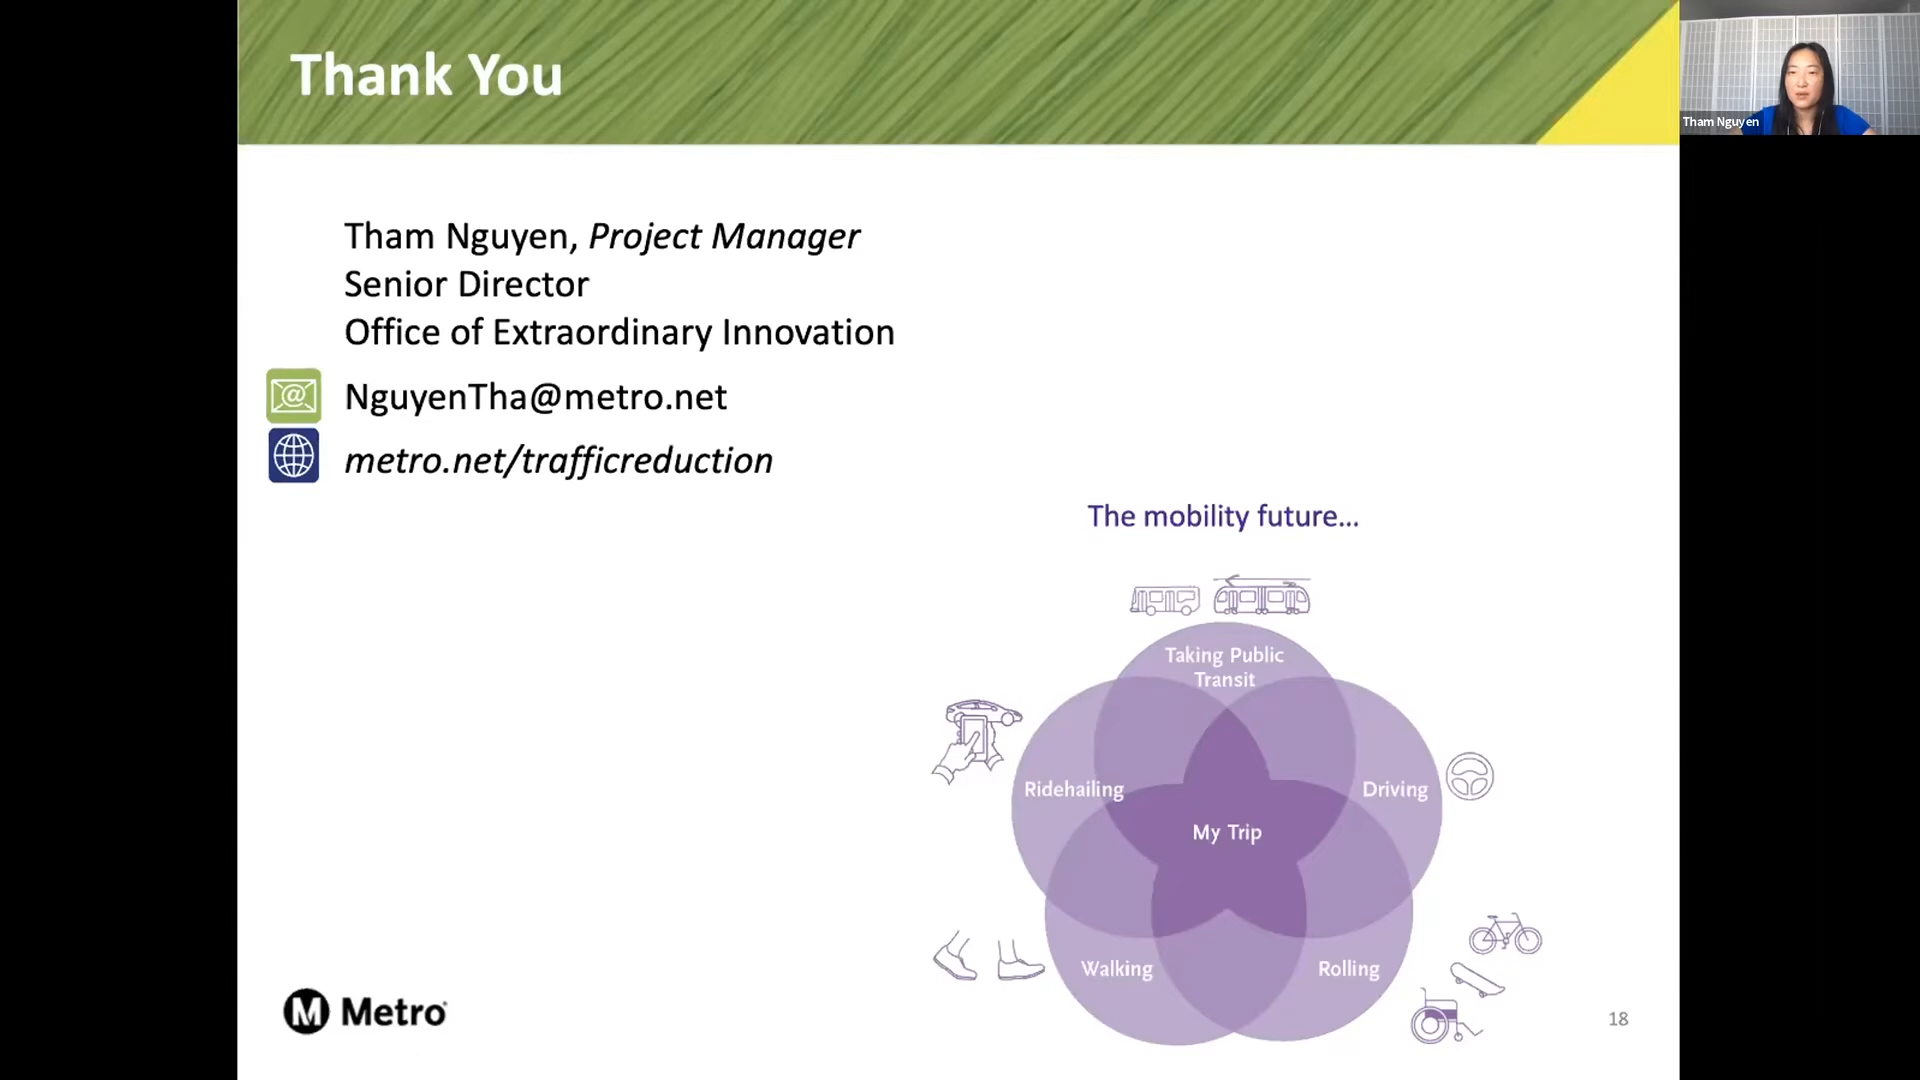 Thank You
Tham Nguyen
Tham Nguyen, Project Manager
Senior Director
Office of Extraordinary Innovation
@
NguyenTha@metro.net
metro.net/trafficreduction
The mobility future...
Taking Public
Transit
Ridehailing
Driving
My Trip
Walking
Rolling
M Metro
18